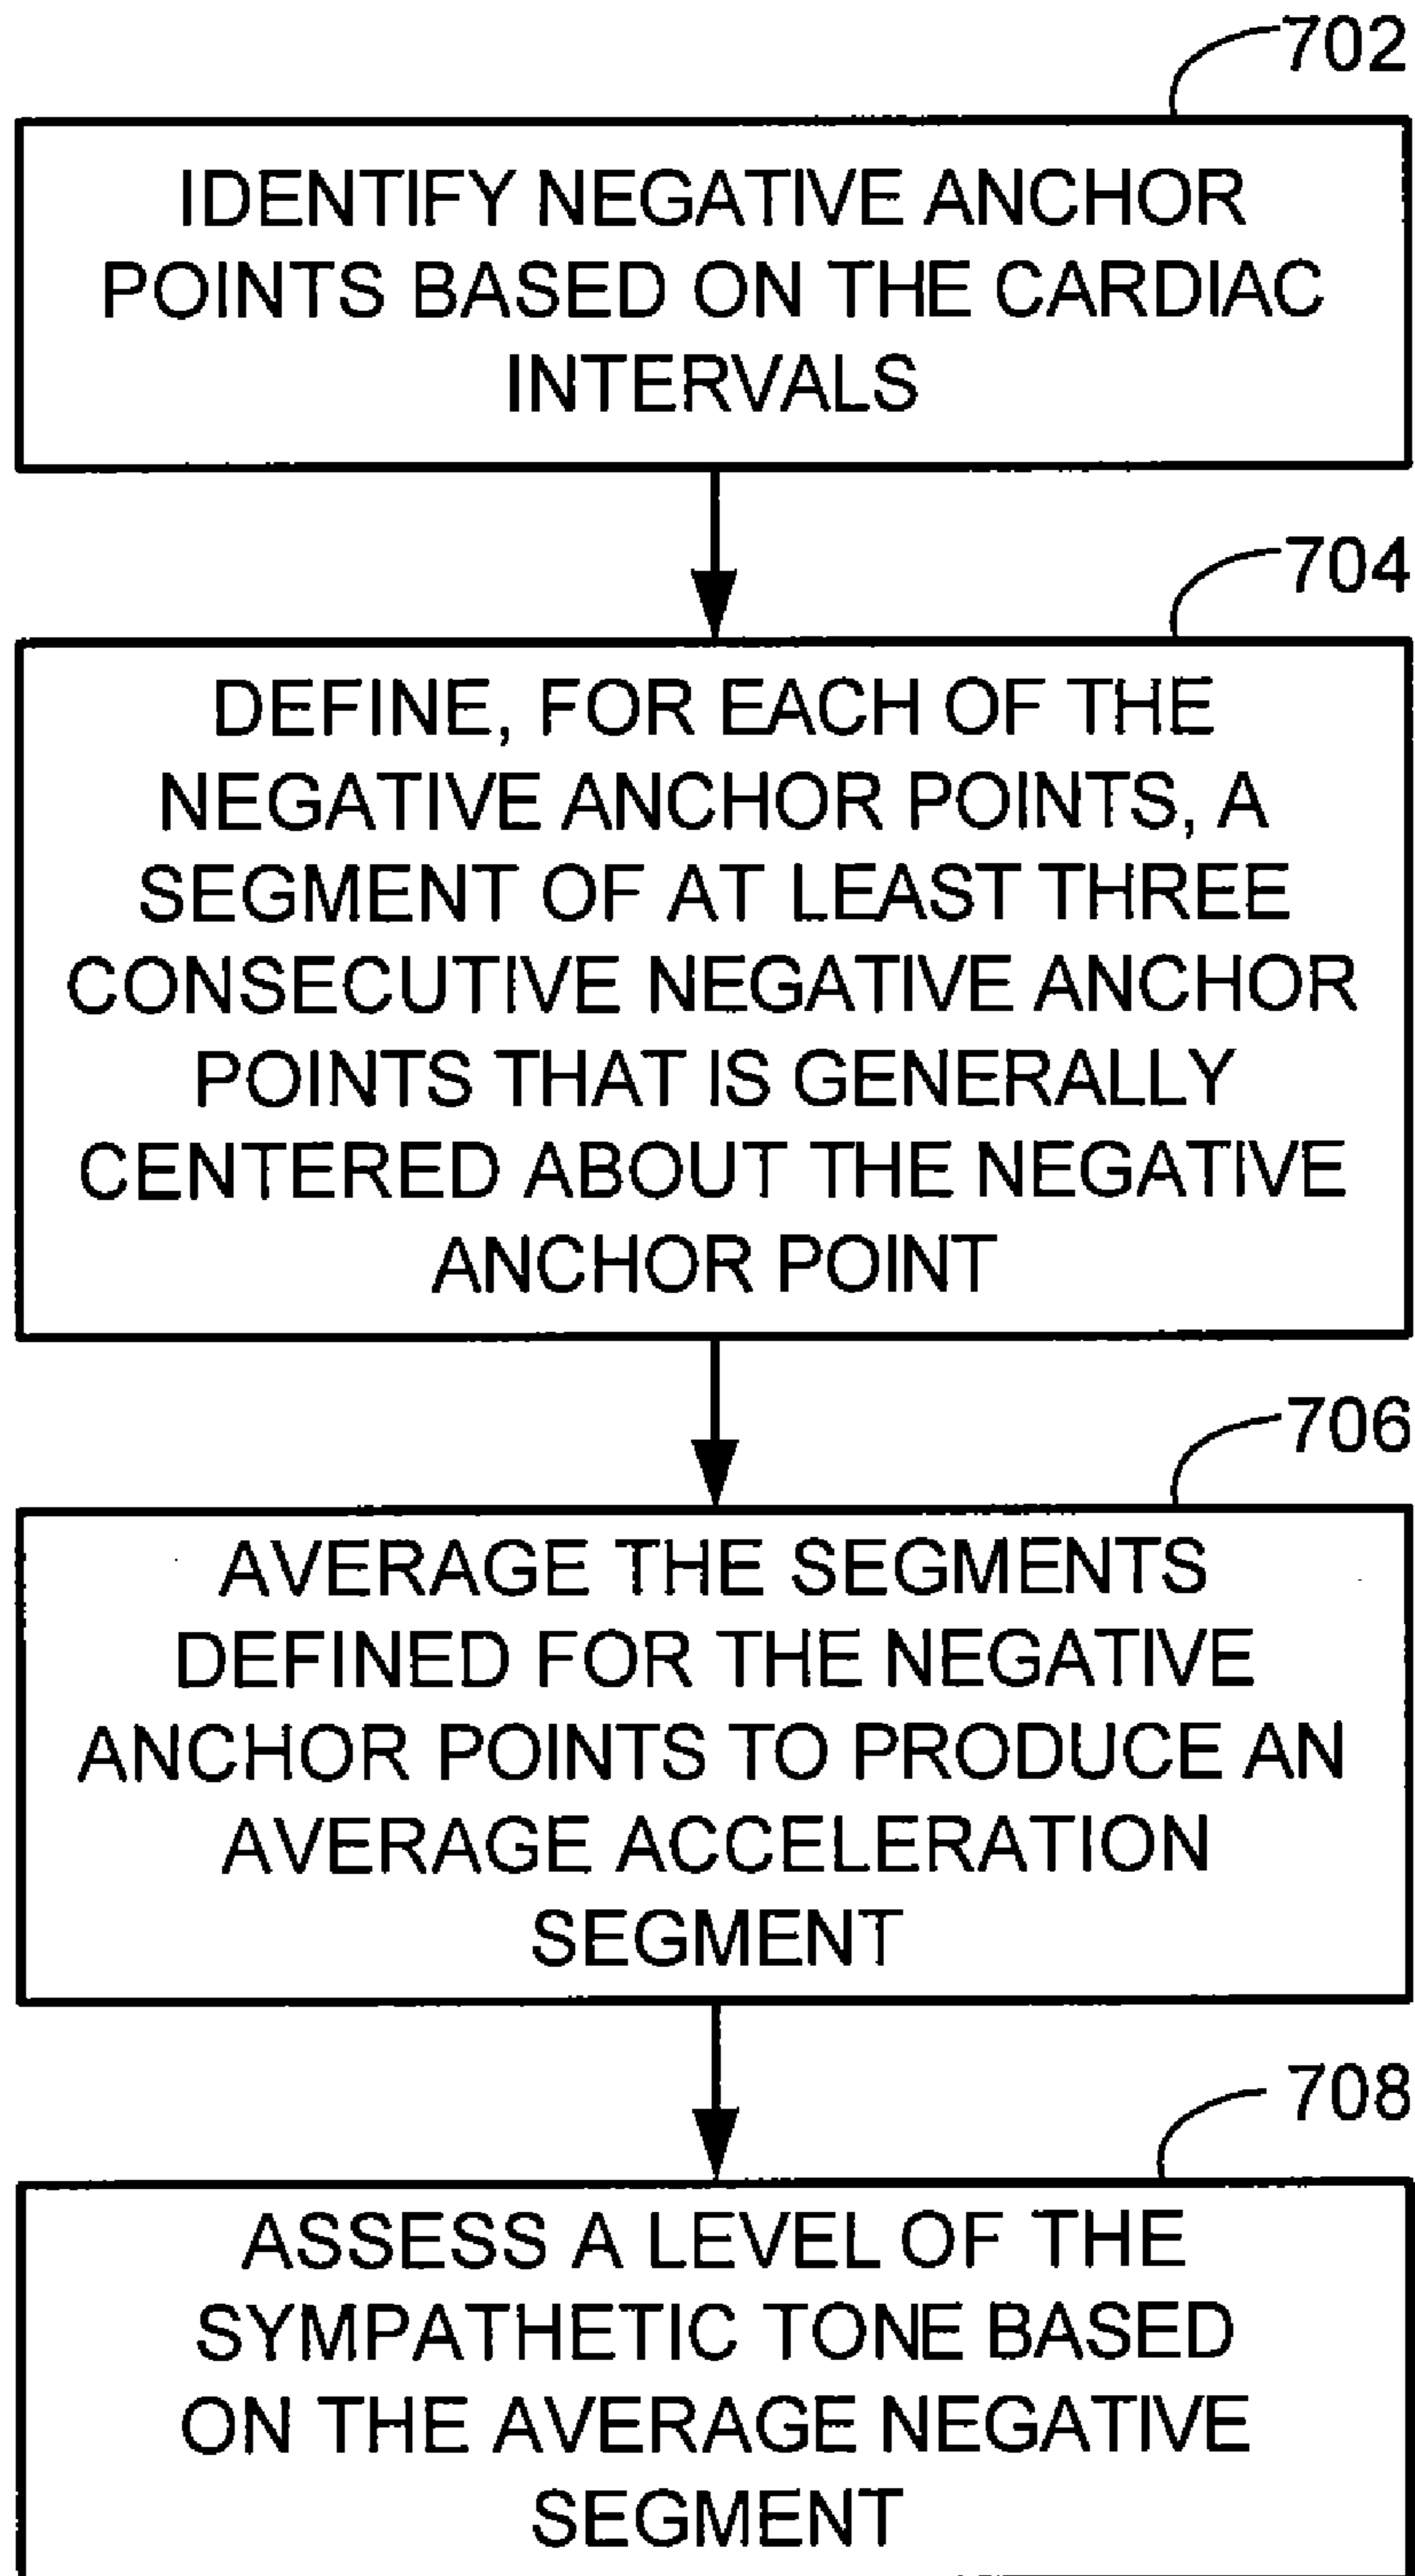 702
IDENTIFY NEGATIVE ANCHOR
POINTS BASED ON THE CARDIAC
INTERVALS
704
DEFINE, FOR EACH OF THE
NEGATIVE ANCHOR POINTS, A
SEGMENT OF AT LEAST THREE
CONSECUTIVE NEGATIVE ANCHOR
POINTS THAT IS GENERALLY
CENTERED ABOUT THE NEGATIVE
ANCHOR POINT
706
AVERAGE THE SEGMENTS
DEFINED FOR THE NEGATIVE
ANCHOR POINTS TO PRODUCE AN
AVERAGE ACCELERATION
SEGMENT
708
ASSESS A LEVEL OF THE
SYMPATHETIC TONE BASED
ON THE AVERAGE NEGATIVE
SEGMENT